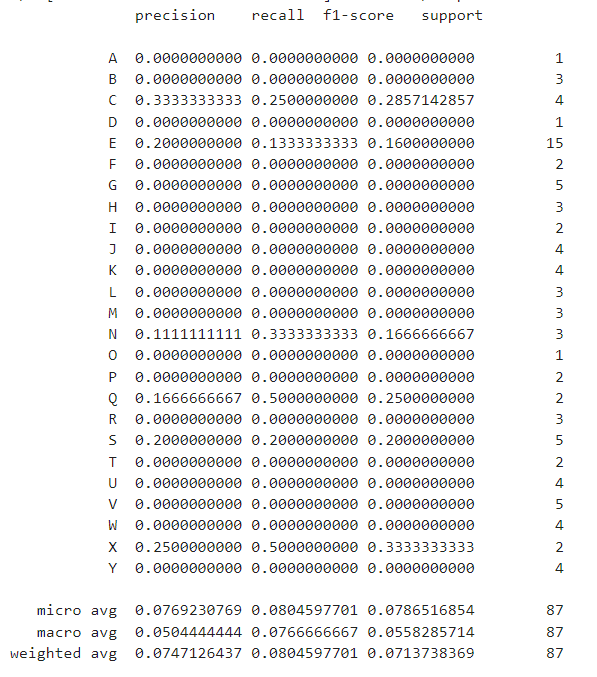 precision recall f1-score support
A 0.0000000000 0.0000000000 0.0000000000 1
B 0.0000000000 0.0000000000 0.0000000000 3
C 0.3333333333 0.2500000000 0.2857142857 4
D 0.0000000000 0.0000000000 0.0000000000 1
E 0.2000000000 0.1333333333 0.1600000000 15
F 0.0000000000 0.0000000000 0.0000000000 2
G 0.0000000000 0.0000000000 0.0000000000 5
H 0.0000000000 0.0000000000 0.0000000000 3
I 0.0000000000 0.0000000000 0.0000000000 2
J 0.0000000000 0.0000000000 0.0000000000 4
K 0.0000000000 0.0000000000 0.0000000000 4
L 0.0000000000 0.0000000000 0.0000000000 3
M 0.0000000000 0.0000000000 0.0000000000 3
N 0.1111111111 0.3333333333 0.1666666667 3
O 0.0000000000 0.0000000000 0.0000000000 1
P 0.0000000000 0.0000000000 0.0000000000 2
Q 0.1666666667 0.5000000000 0.2500000000 2
R 0.0000000000 0.0000000000 0.0000000000 3
S 0.2000000000 0.2000000000 0.2000000000 5
T 0.0000000000 0.0000000000 0.0000000000 2
U 0.0000000000 0.0000000000 0.0000000000 4
V 0.0000000000 0.0000000000 0.0000000000 5
W 0.0000000000 0.0000000000 0.0000000000 4
X 0.2500000000 0.5000000000 0.3333333333 2
Y 0.0000000000 0.0000000000 0.0000000000 4
micro avg 0.0769230769 0.0804597701 0.0786516854 87
macro avg 0.0504444444 0.0766666667 0.0558285714 87
weighted avg 0.0747126437 0.0804597701 0.0713738369 87